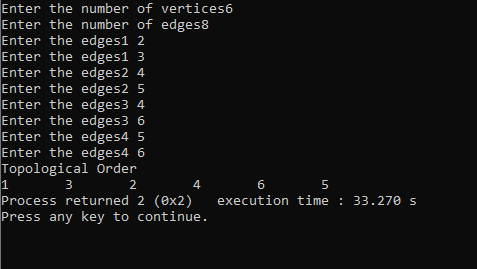 Enter the number of vertices6
Enter the number of edges8
Enter the edges1 2
Enter the edges1 3
Enter the edges2 4
Enter the edges2 5
Enter the edges3 4
Enter the edges3 6
Enter the edges4 5
Enter the edges4 6
Topological Order
1       3       2       4       6       5
Process returned 2 (0x2)   execution time : 33.270 s
Press any key to continue.